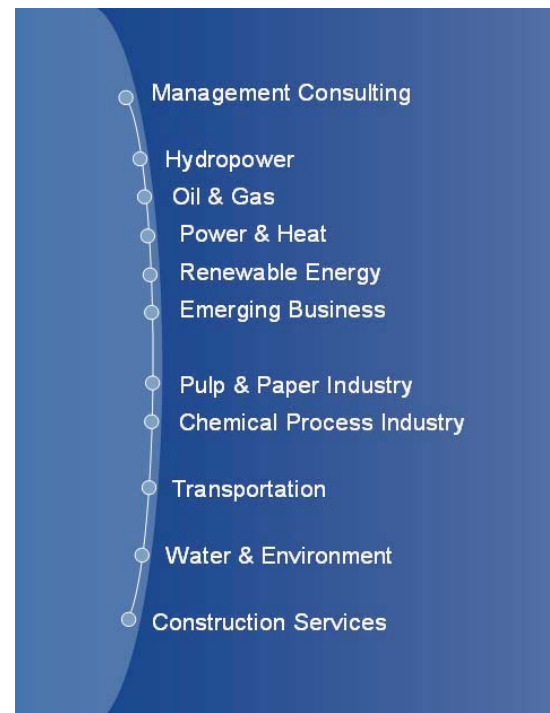 Management Consulting
Hydropower
Oil & Gas
Power & Heat
Renewable Energy
Emerging Business
Pulp & Paper Industry
Chemical Process Industry
Transportation
Water & Environment
Construction Services